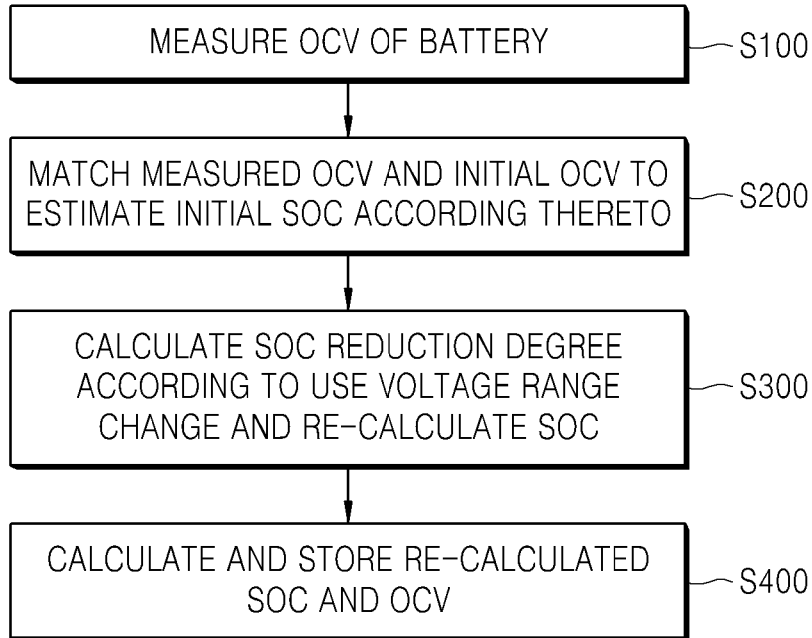 MEASURE OCV OF BATTERY
S100
MATCH MEASURED OCV AND INITIAL OCV TO
ESTIMATE INITIAL SOC ACCORDING THERETO
S200
CALCULATE SOC REDUCTION DEGREE
ACCORDING TO USE VOLTAGE RANGE
CHANGE AND RE-CALCULATE SOC
S300
CALCULATE AND STORE RE-CALCULATED
SOC AND OCV
S400